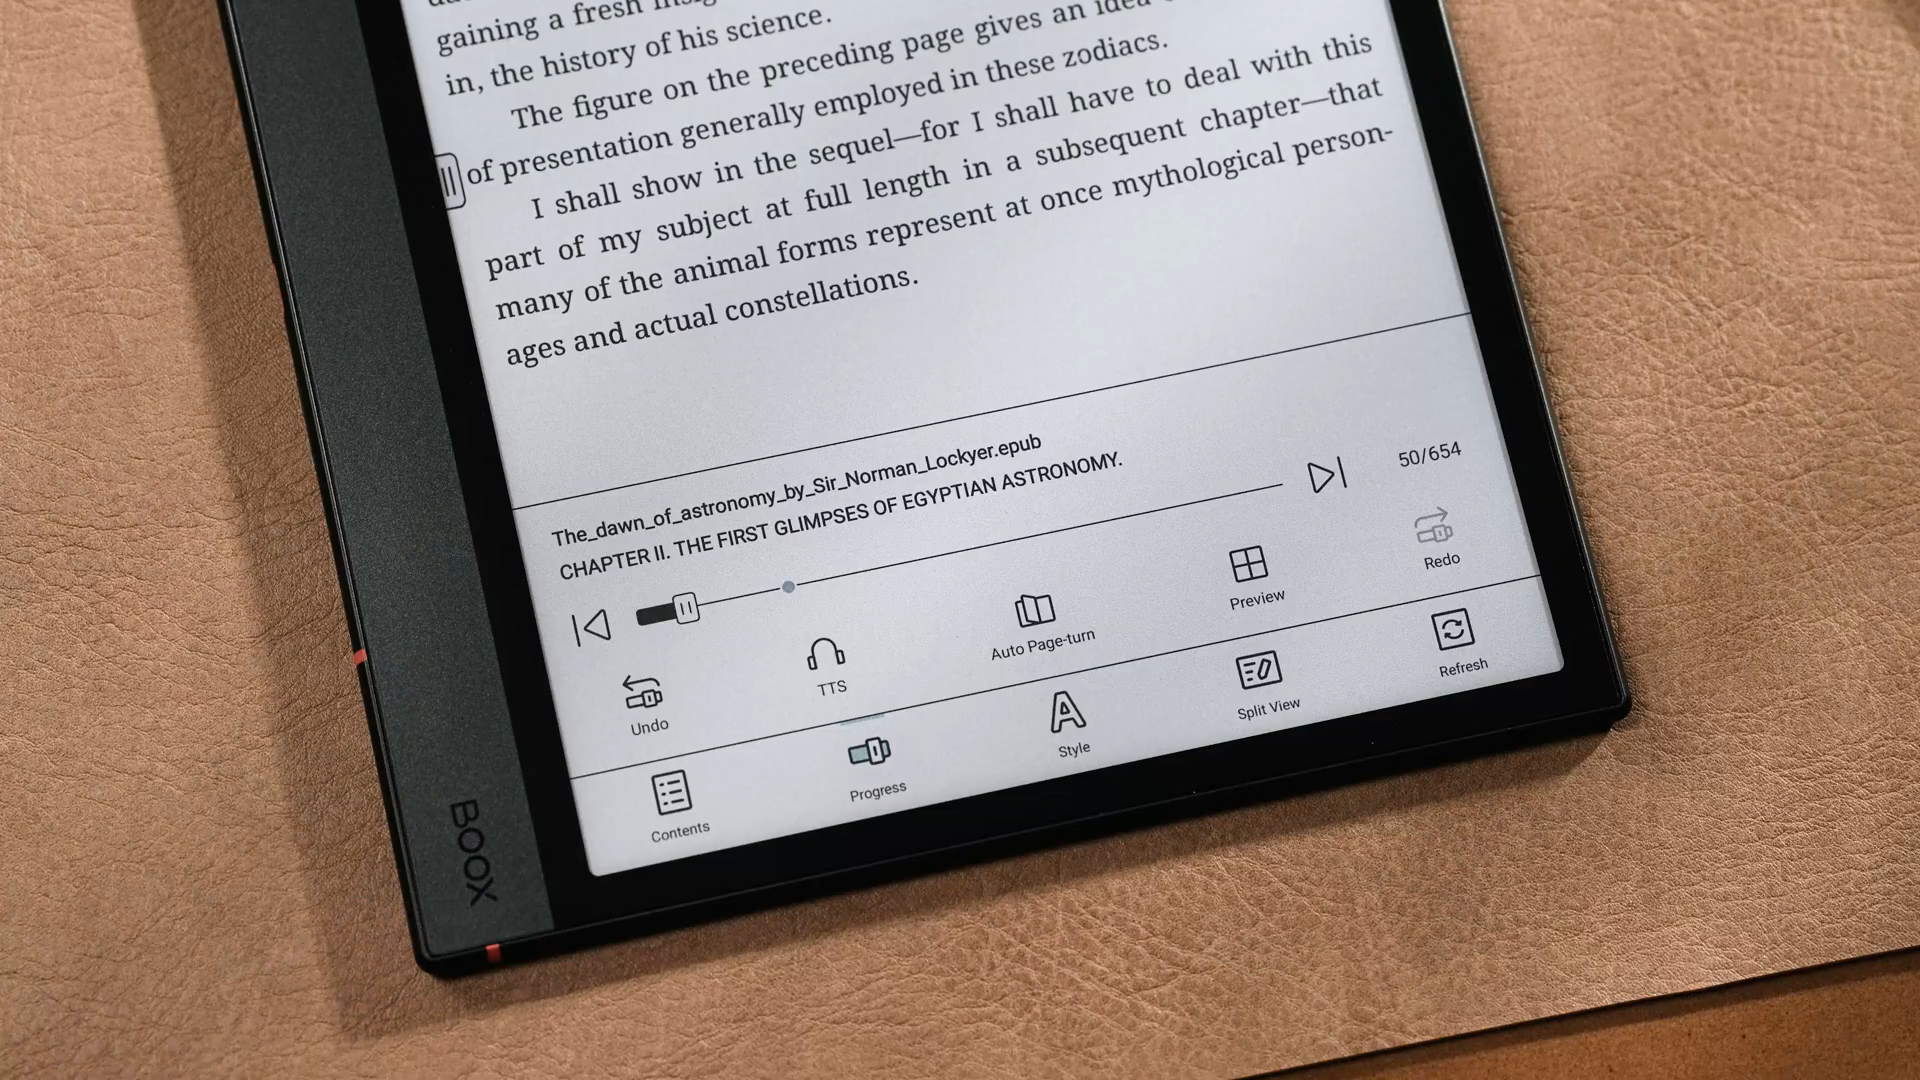 gaining a fresh
in, the history of his science.
The figure on the preceding page gives an idea
of presentation generally employed in these zodiacs.
I shall show in the sequel—for I shall have to deal with this
part of my subject at full length in a subsequent chapter—that
many of the animal forms represent at once mythological person-
ages and actual constellations.
The_dawn_of_astronomy_by_Sir_Norman_Lockyer.epub
CHAPTER II. THE FIRST GLIMPSES OF EGYPTIAN ASTRONOMY.
50/654
Undo
TTS
Auto Page-turn
Preview
Redo
Contents
Progress
Style
Split View
Refresh
BOOX